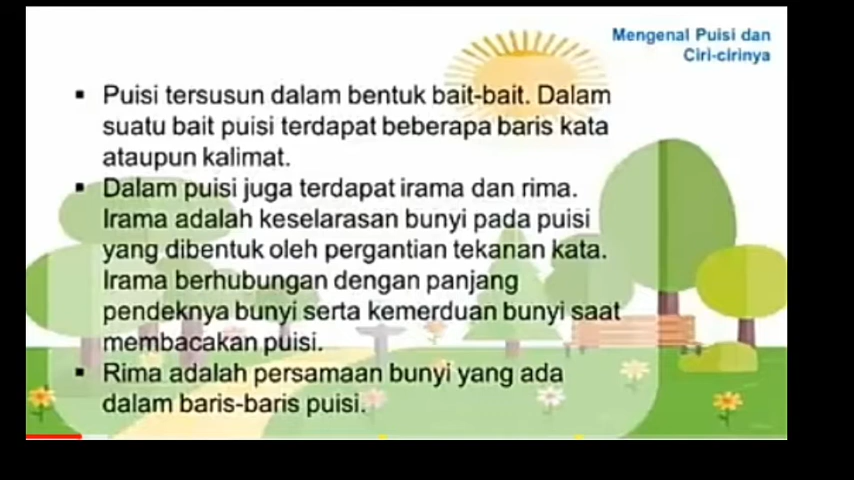 Mengenal Puisi dan
Ciri-cirinya
▪ Puisi tersusun dalam bentuk bait-bait. Dalam
suatu bait puisi terdapat beberapa baris kata
ataupun kalimat.
▪ Dalam puisi juga terdapat irama dan rima.
Irama adalah keselarasan bunyi pada puisi
yang dibentuk oleh pergantian tekanan kata.
Irama berhubungan dengan panjang
pendeknya bunyi serta kemerduan bunyi saat
membacakan puisi.
▪ Rima adalah persamaan bunyi yang ada
dalam baris-baris puisi.